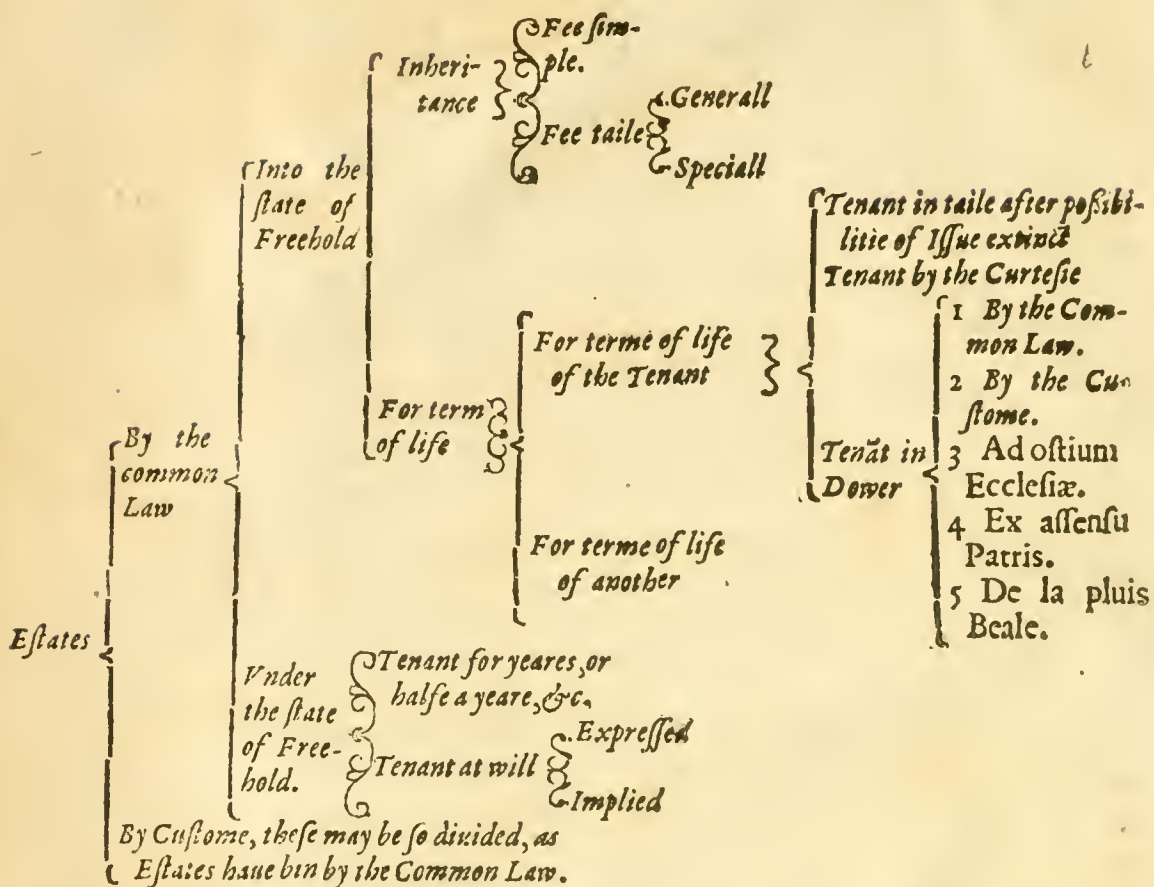 Eſtates
By the
common
Law
Into the
ſtate of
Freehold
Inheri-
tance
Fee ſim-
ple.
Fee taile
Generall
Speciall
For term
of life
For terme of life
of the Tenant
Tenant in taile after poßibi-
litie of Iſſue extinct
Tenant by the Curteſie
Tenāt in
Dower
1 By the Com-
mon Law.
2 By the Cu-
ſtome.
3 Ad oſtium
Eccleſiæ.
4 Ex aſſenſu
Patris.
5 De la pluis
Beale.
For terme of life
of another
Vnder
the ſtate
of Free-
hold.
Tenant for yeares, or
halfe a yeare, &c.
Tenant at will
Expreſſed
Implied
By Cuſtome, theſe may be ſo diuided, as
Eſtates haue bin by the Common Law.